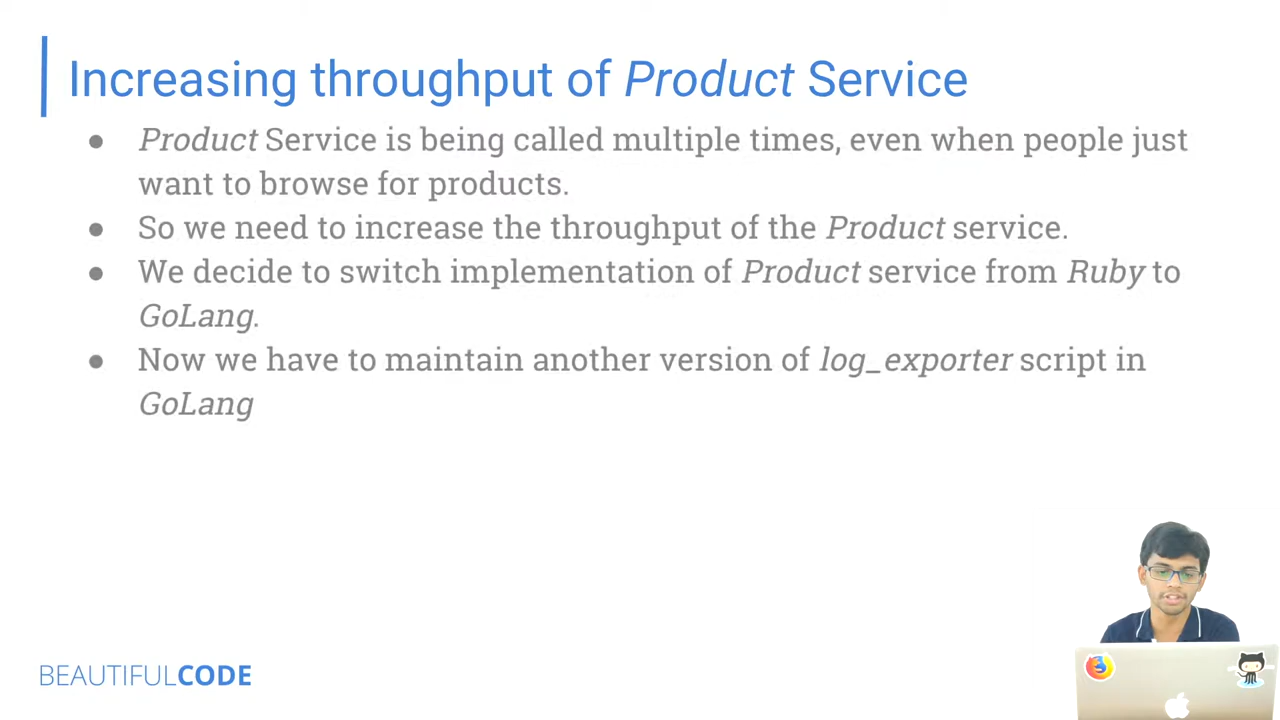 Increasing throughput of Product Service
● Product Service is being called multiple times, even when people just
want to browse for products.
● So we need to increase the throughput of the Product service.
● We decide to switch implementation of Product service from Ruby to
GoLang.
● Now we have to maintain another version of log_exporter script in
GoLang
BEAUTIFULCODE